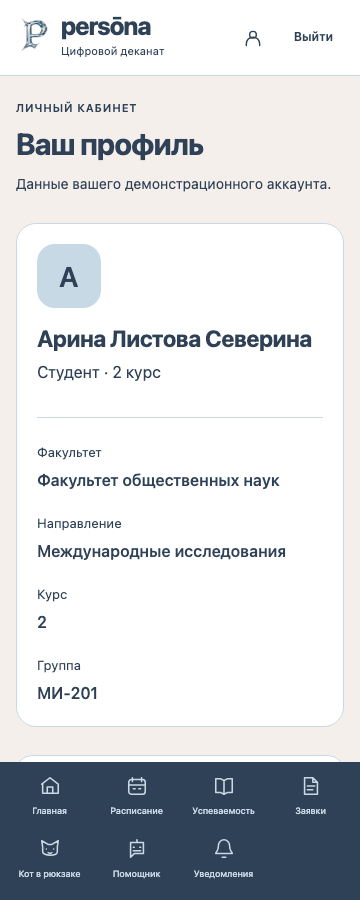 persōna
Цифровой деканат
Выйти
ЛИЧНЫЙ КАБИНЕТ
Ваш профиль
Данные вашего демонстрационного аккаунта.
А
Арина Листова Северина
Студент · 2 курс
Факультет
Факультет общественных наук
Направление
Международные исследования
Курс
2
Группа
МИ-201
Главная
Расписание
Успеваемость
Заявки
Кот в рюкзаке
Помощник
Уведомления